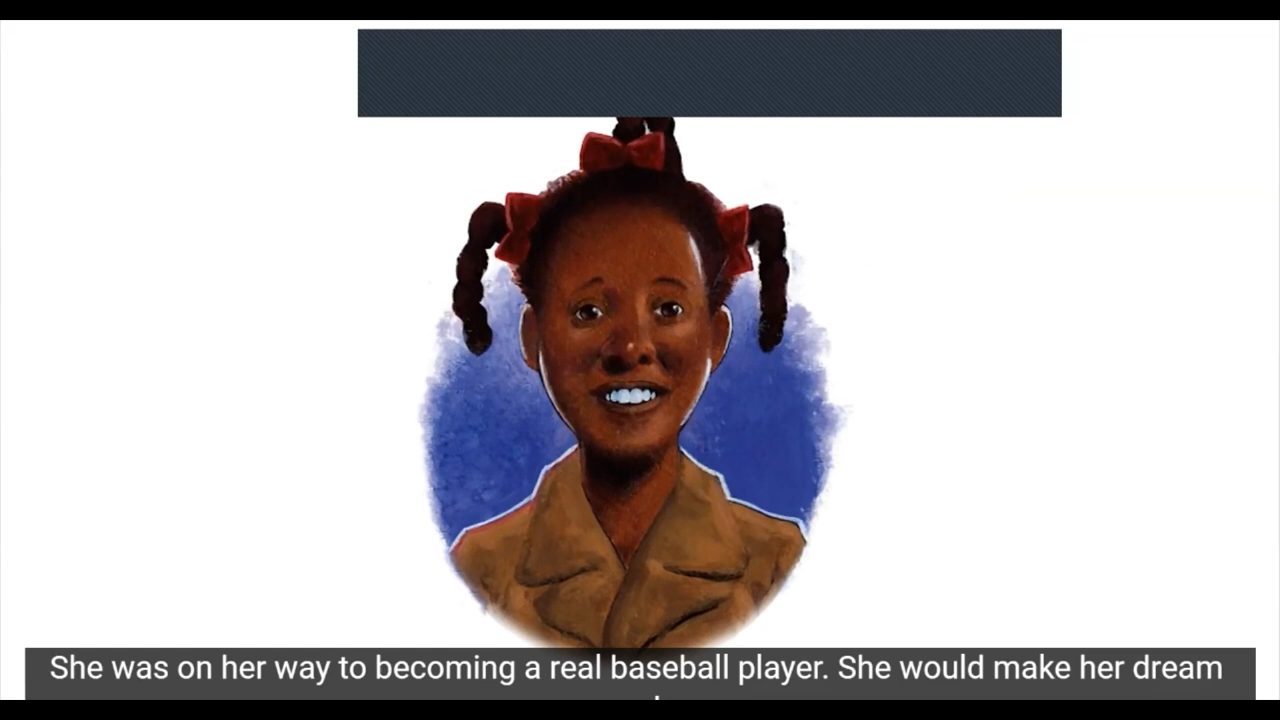 She was on her way to becoming a real baseball player. She would make her dream